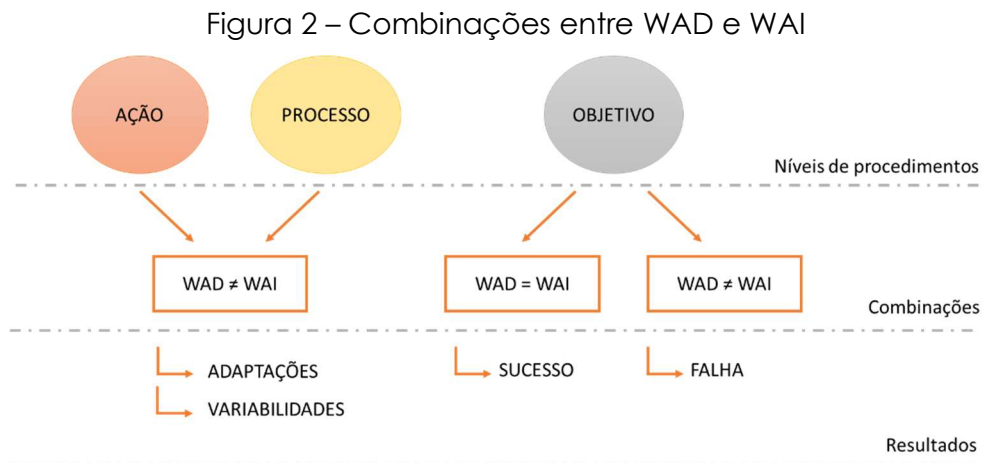 Figura 2 – Combinações entre WAD e WAI
AÇÃO
PROCESSO
OBJETIVO
Níveis de procedimentos
WAD ≠ WAI
WAD = WAI
WAD ≠ WAI
Combinações
ADAPTAÇÕES
SUCESSO
FALHA
VARIABILIDADES
Resultados